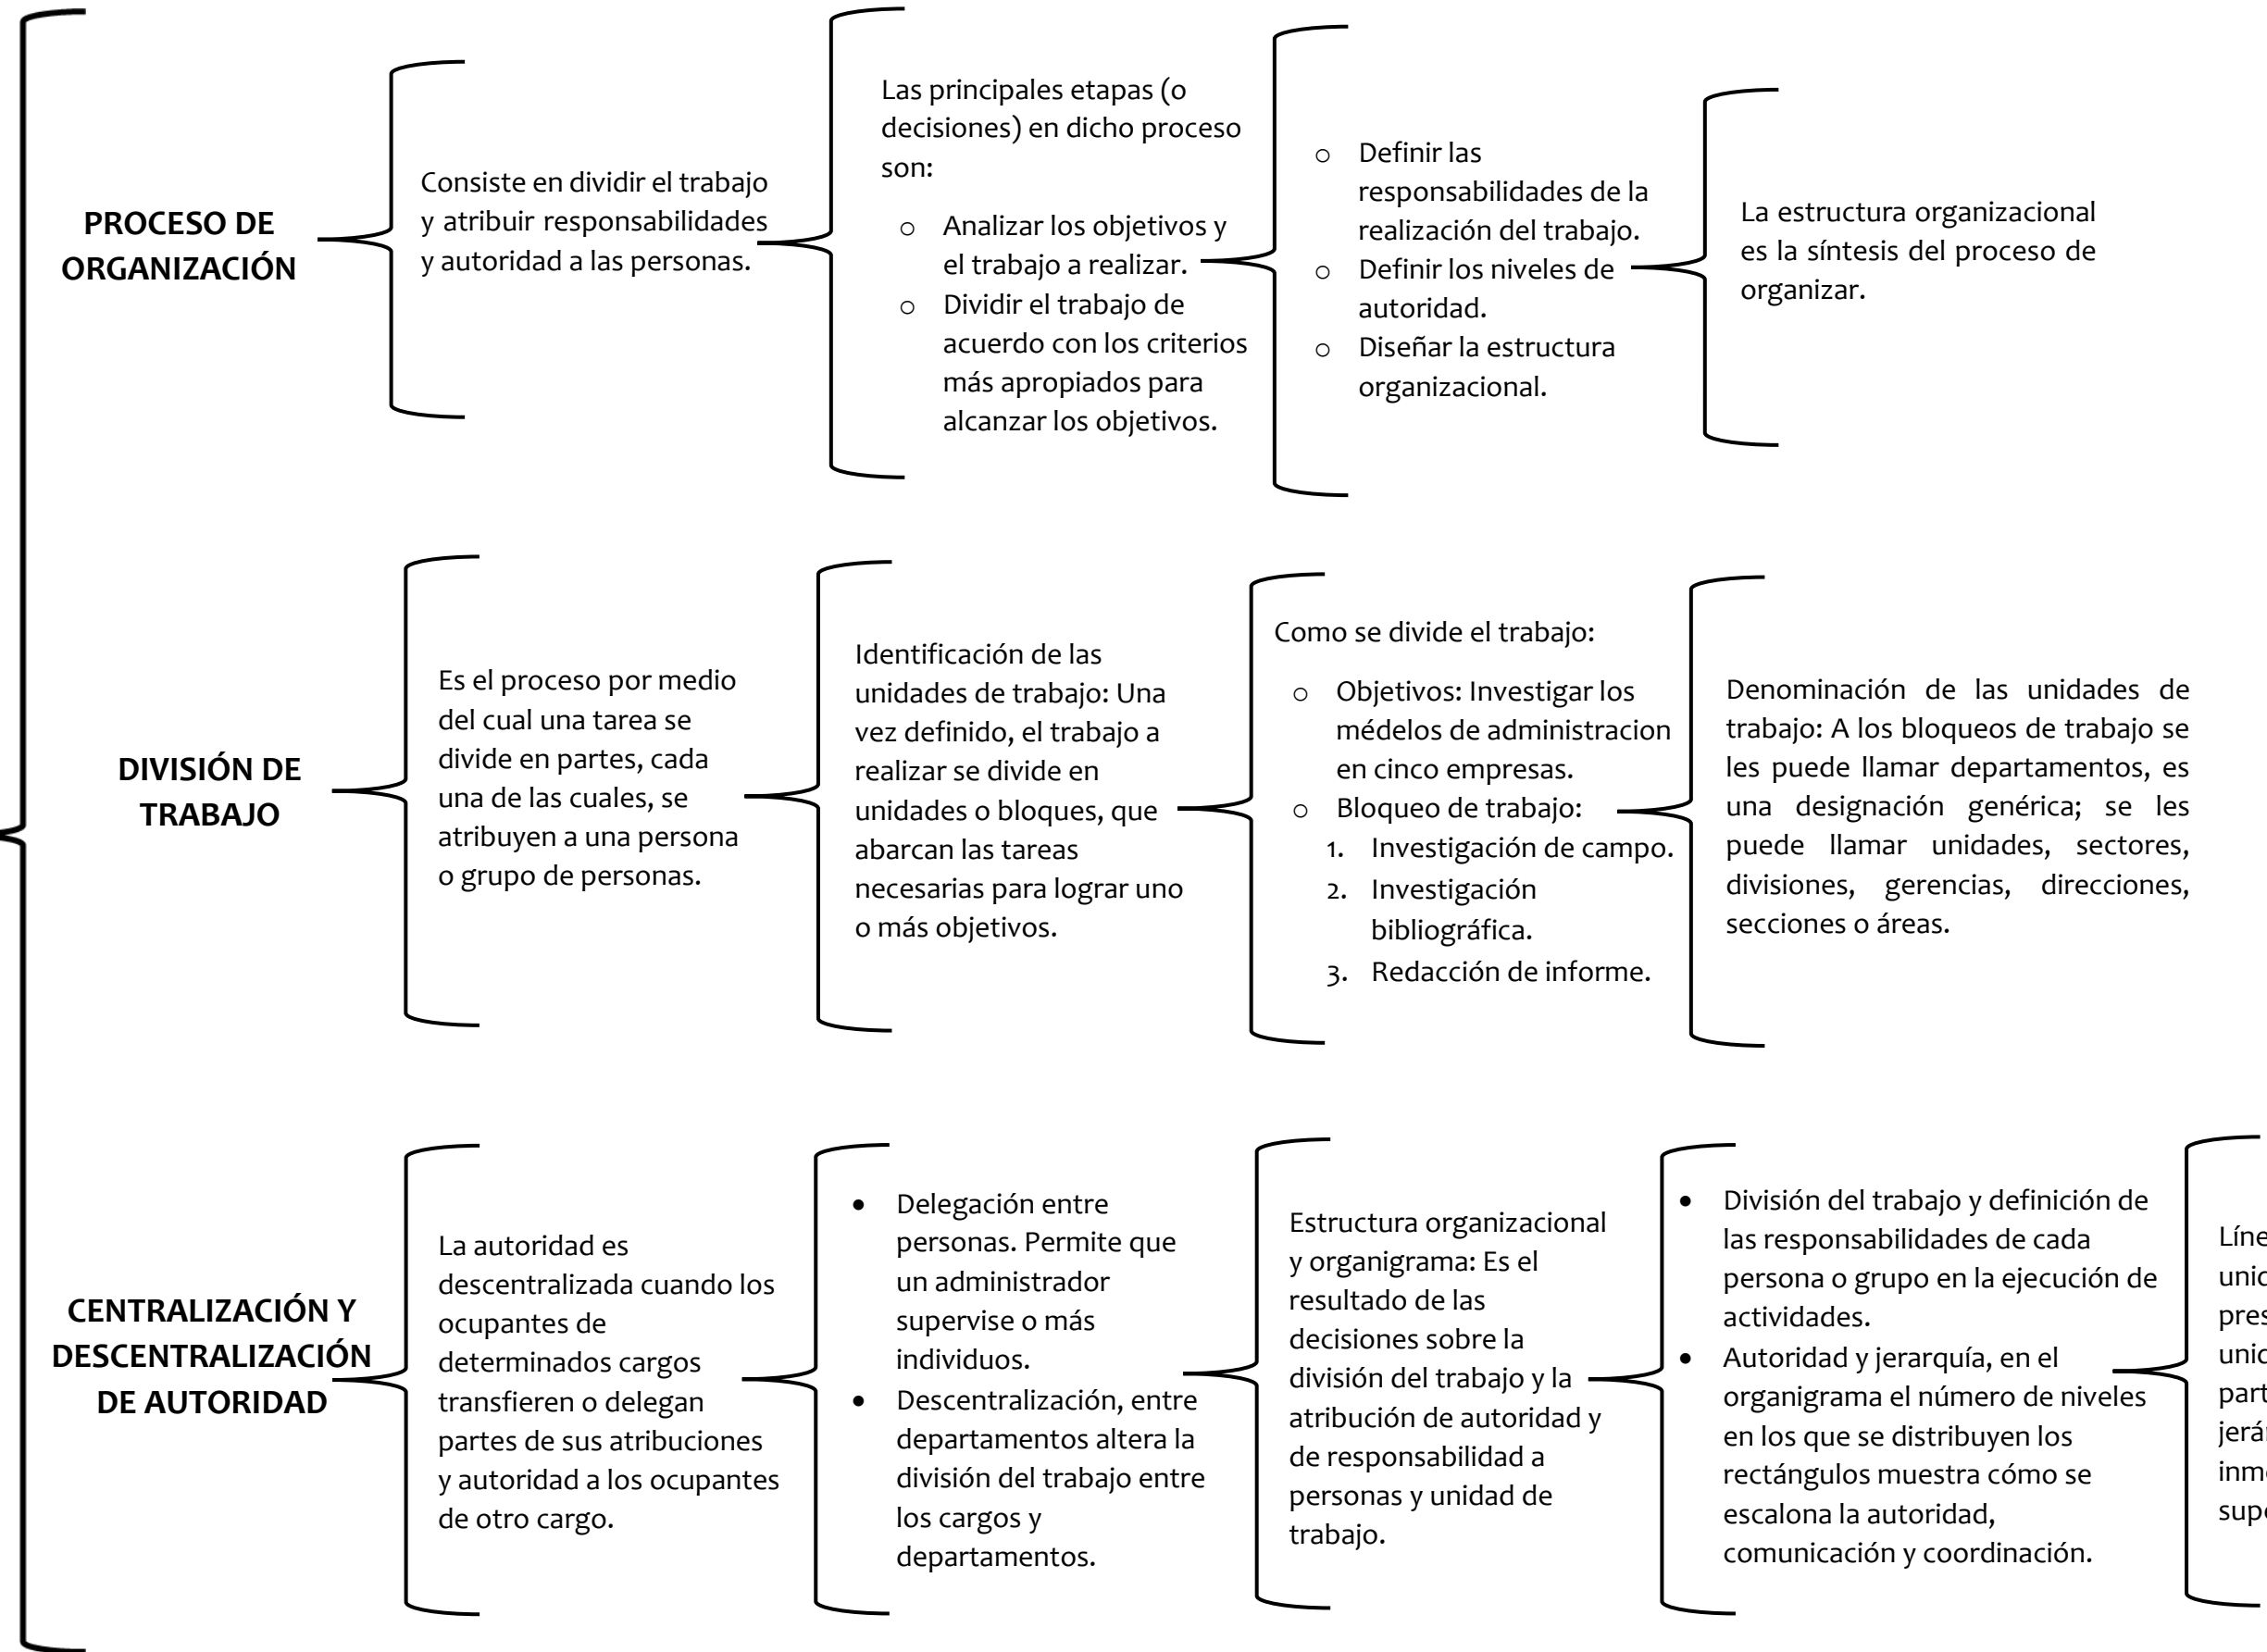 PROCESO DE
ORGANIZACIÓN
Consiste en dividir el trabajo
y atribuir responsabilidades
y autoridad a las personas.
Las principales etapas (o
decisiones) en dicho proceso
son:
o Analizar los objetivos y
el trabajo a realizar.
o Dividir el trabajo de
acuerdo con los criterios
más apropiados para
alcanzar los objetivos.
o Definir las
responsabilidades de la
realización del trabajo.
o Definir los niveles de
autoridad.
o Diseñar la estructura
organizacional.
La estructura organizacional
es la síntesis del proceso de
organizar.
DIVISIÓN DE
TRABAJO
Es el proceso por medio
del cual una tarea se
divide en partes, cada
una de las cuales, se
atribuyen a una persona
o grupo de personas.
Identificación de las
unidades de trabajo: Una
vez definido, el trabajo a
realizar se divide en
unidades o bloques, que
abarcan las tareas
necesarias para lograr uno
o más objetivos.
Como se divide el trabajo:
o Objetivos: Investigar los
médelos de administracion
en cinco empresas.
o Bloqueo de trabajo:
1. Investigación de campo.
2. Investigación
bibliográfica.
3. Redacción de informe.
Denominación de las unidades de
trabajo: A los bloqueos de trabajo se
les puede llamar departamentos, es
una designación genérica; se les
puede llamar unidades, sectores,
divisiones, gerencias, direcciones,
secciones o áreas.
CENTRALIZACIÓN Y
DESCENTRALIZACIÓN
DE AUTORIDAD
La autoridad es
descentralizada cuando los
ocupantes de
determinados cargos
transfieren o delegan
partes de sus atribuciones
y autoridad a los ocupantes
de otro cargo.
• Delegación entre
personas. Permite que
un administrador
supervise o más
individuos.
• Descentralización, entre
departamentos altera la
división del trabajo entre
los cargos y
departamentos.
Estructura organizacional
y organigrama: Es el
resultado de las
decisiones sobre la
división del trabajo y la
atribución de autoridad y
de responsabilidad a
personas y unidad de
trabajo.
• División del trabajo y definición de
las responsabilidades de cada
persona o grupo en la ejecución de
actividades.
• Autoridad y jerarquía, en el
organigrama el número de niveles
en los que se distribuyen los
rectángulos muestra cómo se
escalona la autoridad,
comunicación y coordinación.